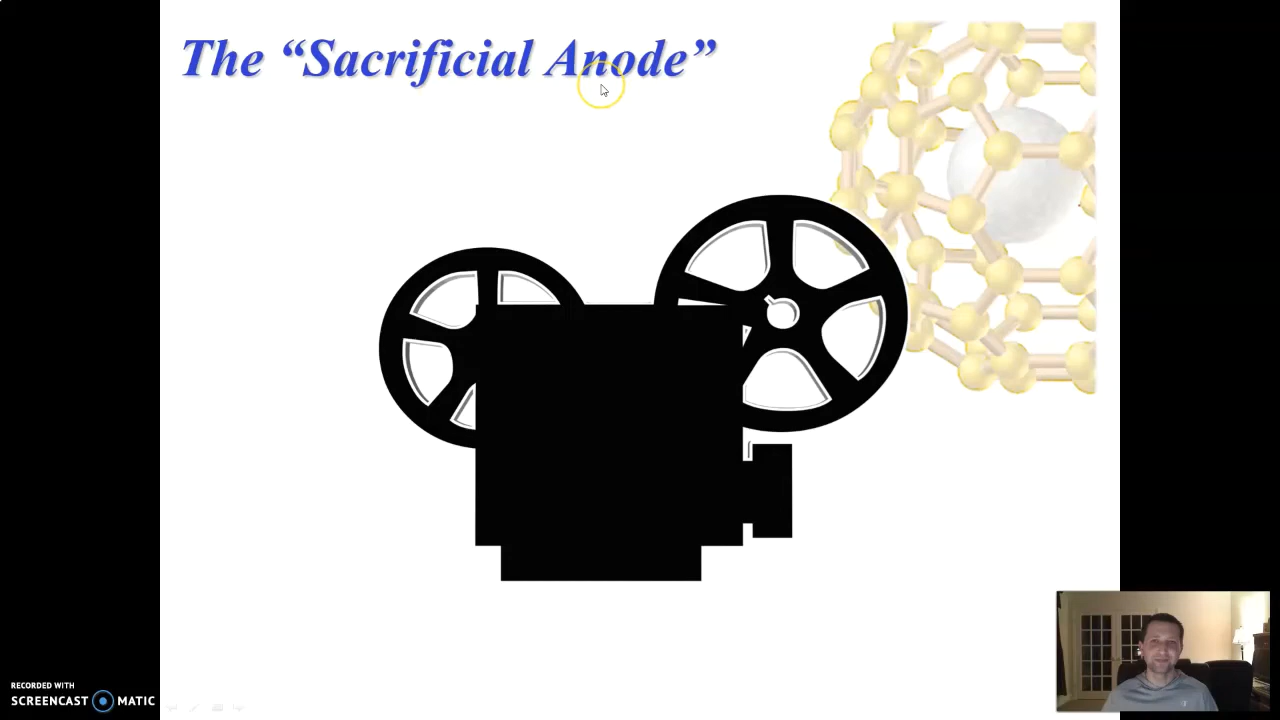 The “Sacrificial Anode”
RECORDED WITH
SCREENCAST MATIC